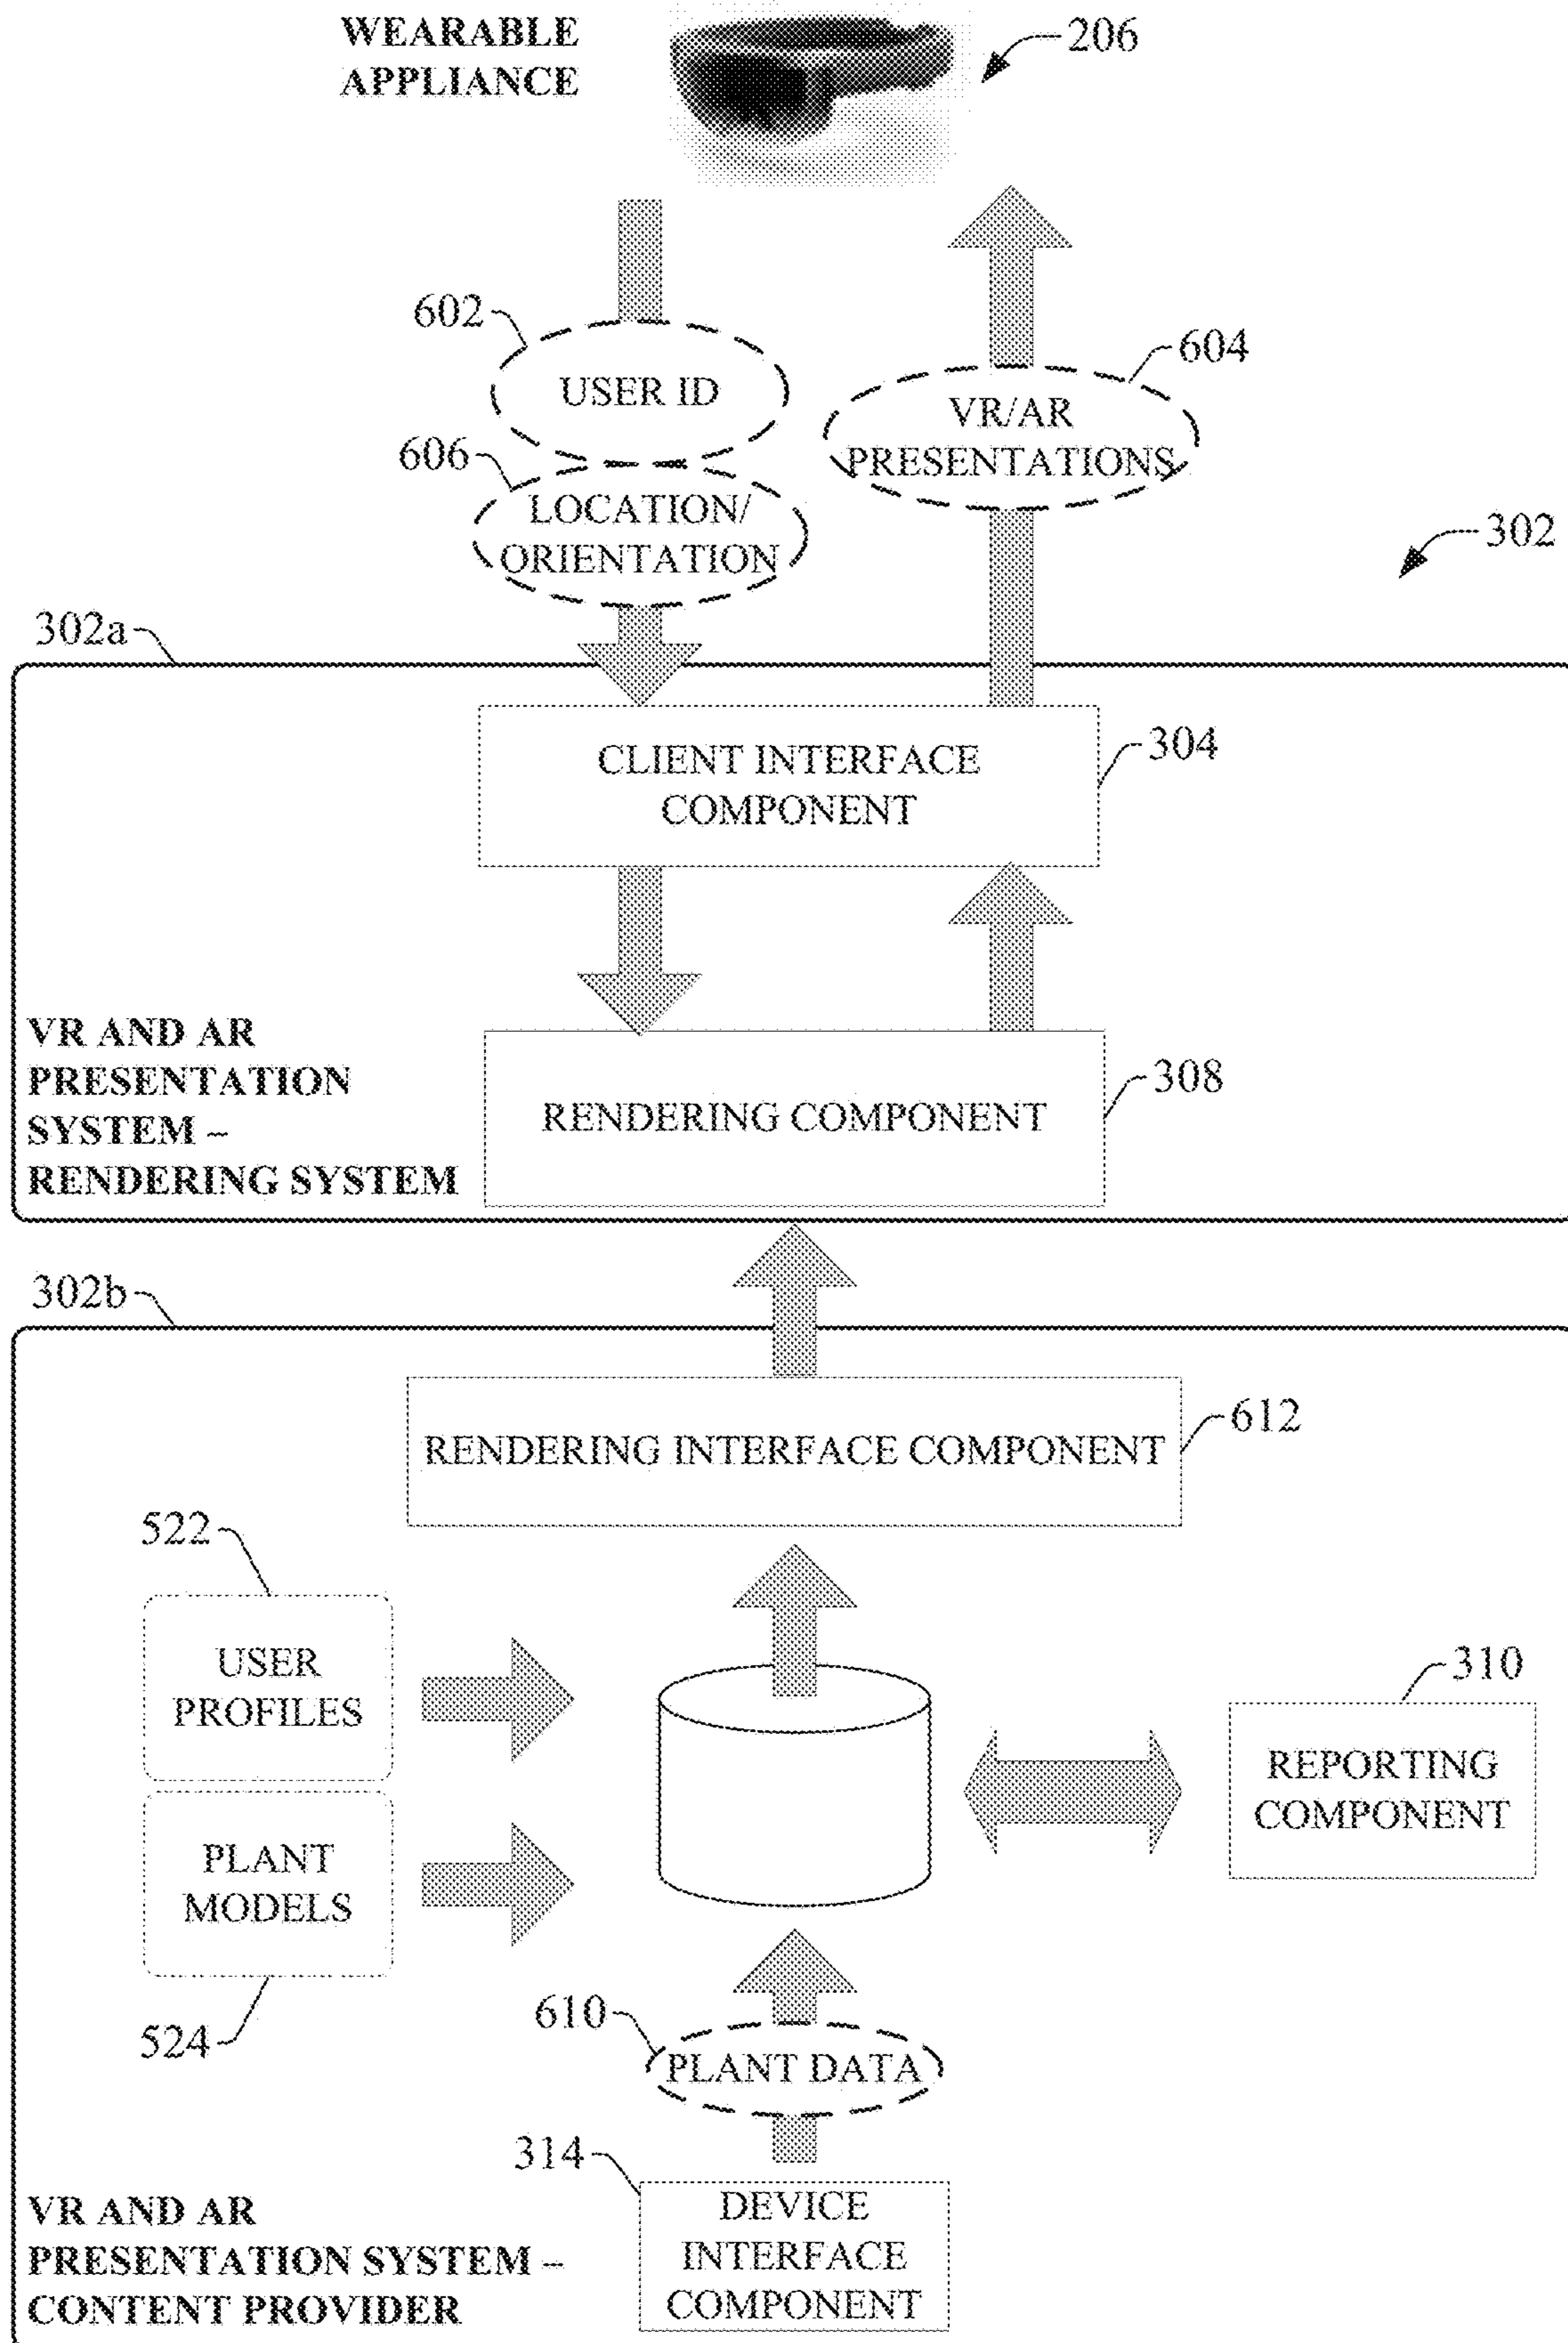 WEARABLE
APPLIANCE
206
602
USER ID
604
VR/AR
PRESENTATIONS
606
LOCATION/
ORIENTATION
302
302a
CLIENT INTERFACE
COMPONENT
304
VR AND AR
PRESENTATION
SYSTEM –
RENDERING SYSTEM
RENDERING COMPONENT
308
302b
RENDERING INTERFACE COMPONENT
612
522
USER
PROFILES
310
REPORTING
COMPONENT
PLANT
MODELS
524
610
PLANT DATA
314
DEVICE
INTERFACE
COMPONENT
VR AND AR
PRESENTATION SYSTEM –
CONTENT PROVIDER